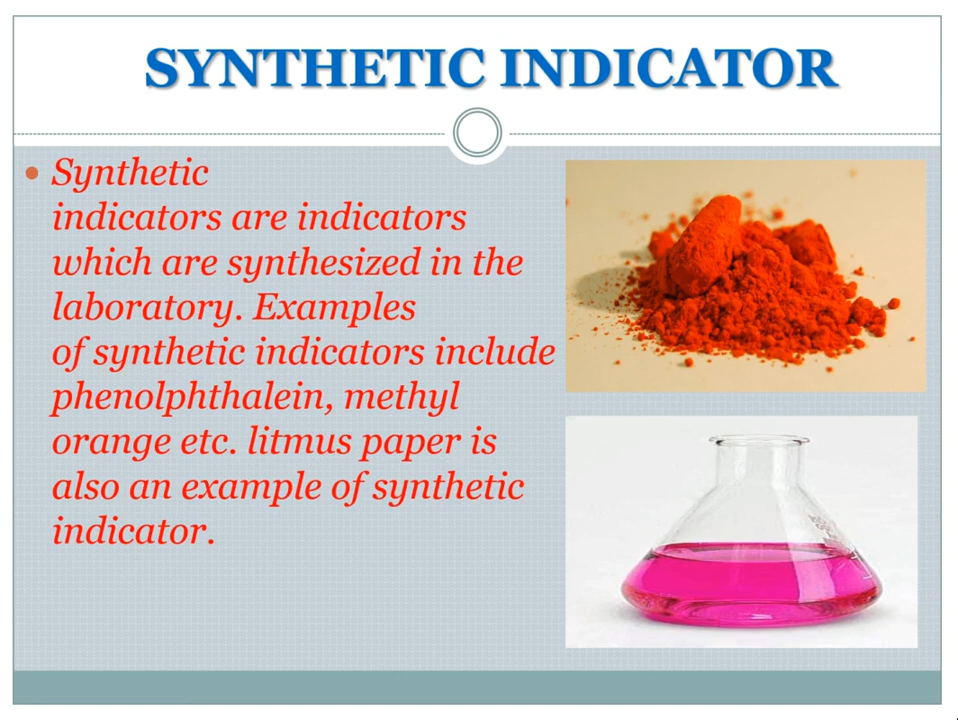 SYNTHETIC INDICATOR
• Synthetic
indicators are indicators
which are synthesized in the
laboratory. Examples
of synthetic indicators include
phenolphthalein, methyl
orange etc. litmus paper is
also an example of synthetic
indicator.